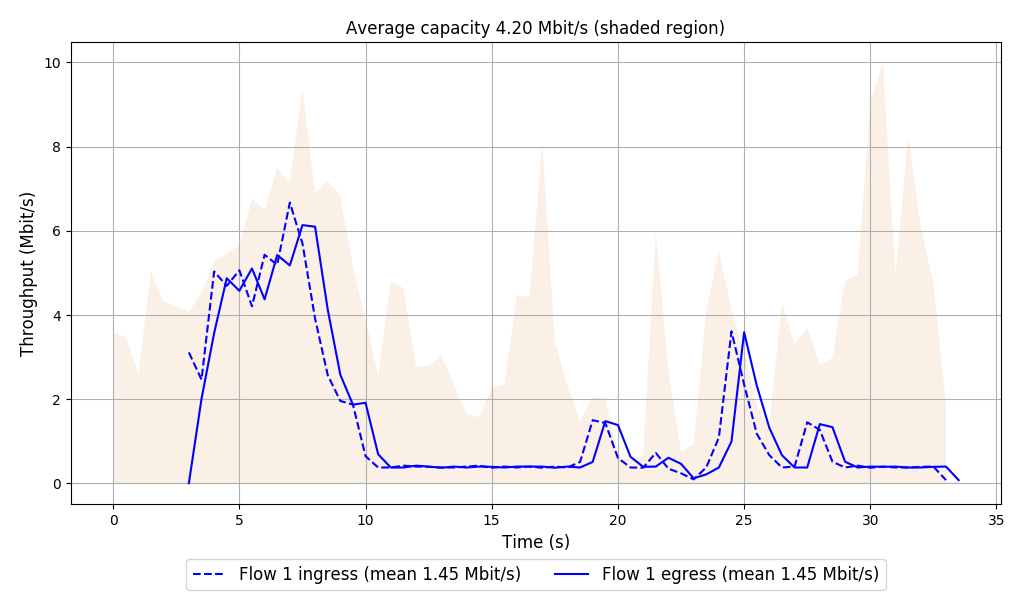 Average capacity 4.20 Mbit/s (shaded region)
10
8
6
4
2
0
Throughput (Mbit/s)
0 5 10 15 20 25 30 35
Time (s)
Flow 1 ingress (mean 1.45 Mbit/s) Flow 1 egress (mean 1.45 Mbit/s)